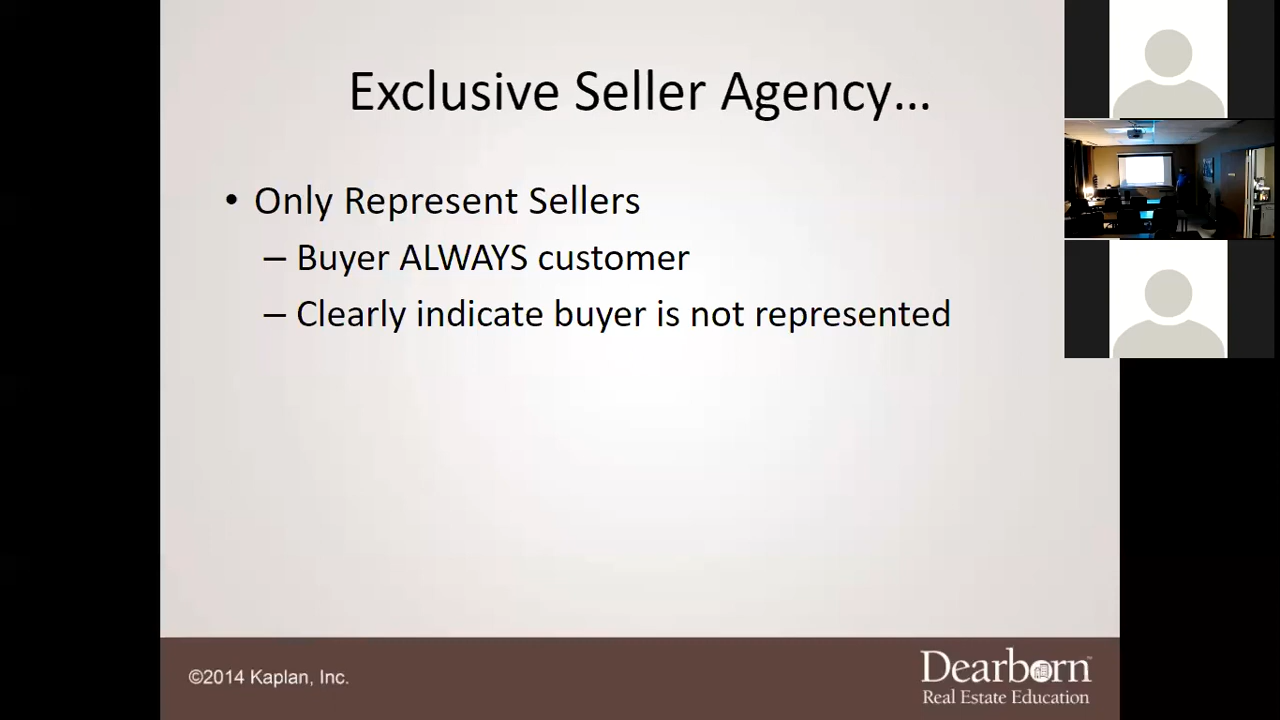 Exclusive Seller Agency…
• Only Represent Sellers
– Buyer ALWAYS customer
– Clearly indicate buyer is not represented
©2014 Kaplan, Inc.
Dearborn™
Real Estate Education